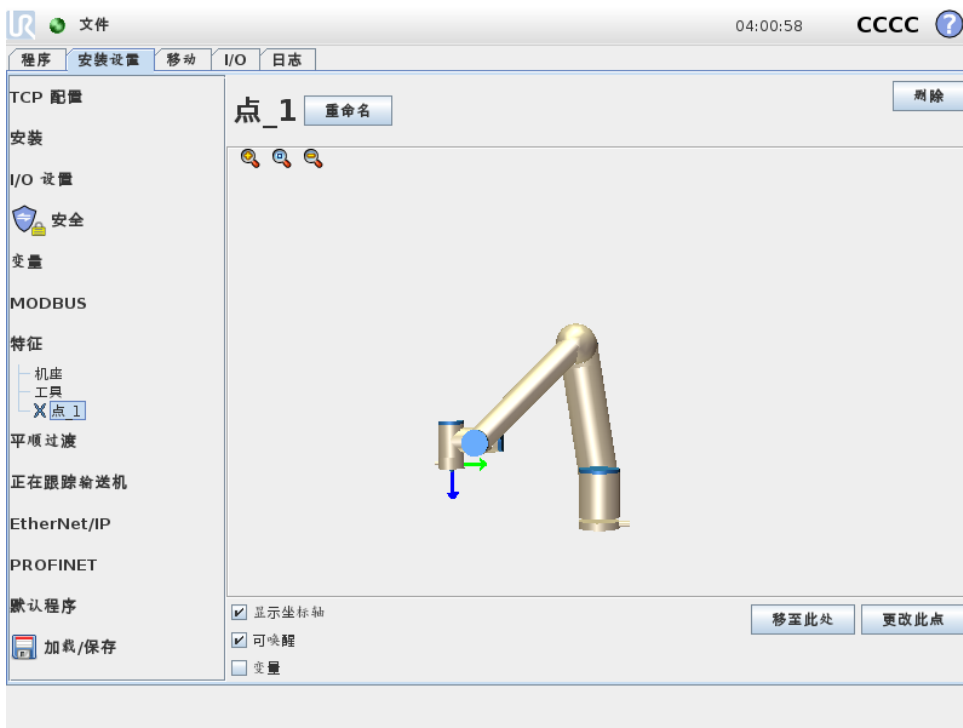 UR 文件 04:00:58 CCCC ?
程序 安装设置 移动 I/O 日志
TCP 配置
安装
I/O 设置
安全
变量
MODBUS
特征
机座
工具
点_1
平顺过渡
正在跟踪输送机
EtherNet/IP
PROFINET
默认程序
加载/保存
点_1 重命名 删除
显示坐标轴
可唤醒
变量
移至此处 更改此点